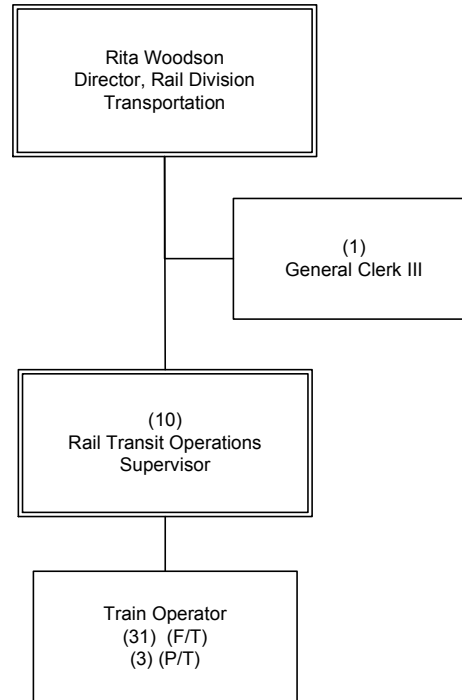 Rita Woodson
Director, Rail Division
Transportation
(1)
General Clerk III
(10)
Rail Transit Operations
Supervisor
Train Operator
(31) (F/T)
(3) (P/T)